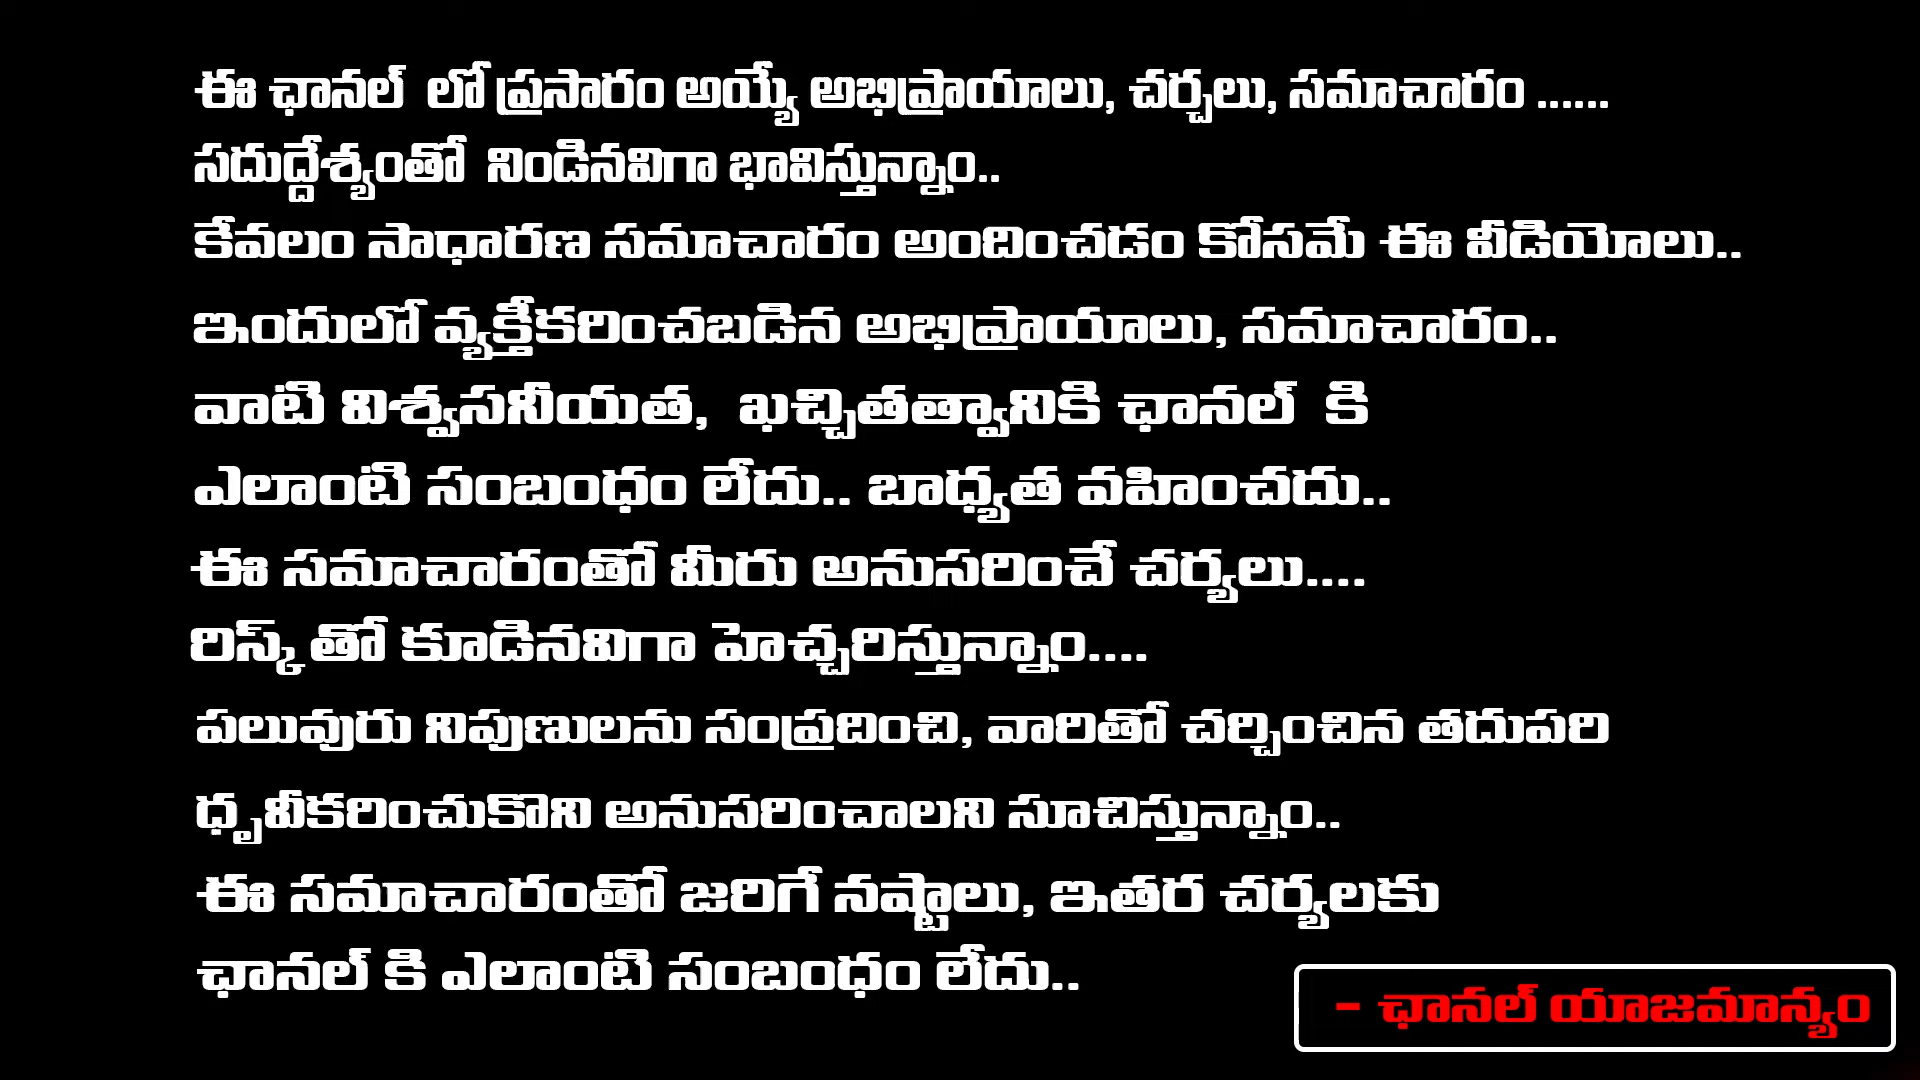 ఈ ఛానల్ లో ప్రసారం అయ్యే అభిప్రాయాలు, చర్చలు, సమాచారం ......
సదుద్దేశ్యంతో నిండినవిగా భావిస్తున్నాం..
కేవలం సాధారణ సమాచారం అందించడం కోసమే ఈ వీడియోలు..
ఇందులో వ్యక్తీకరించబడిన అభిప్రాయాలు, సమాచారం..
వాటి విశ్వసనీయత, ఖచ్చితత్వానికి ఛానల్ కి
ఎలాంటి సంబంధం లేదు.. బాధ్యత వహించదు..
ఈ సమాచారంతో మీరు అనుసరించే చర్యలు....
రిస్క్ తో కూడినవిగా హెచ్చరిస్తున్నాం....
పలువురు నిపుణులను సంప్రదించి, వారితో చర్చించిన తదుపరి
ధృవీకరించుకొని అనుసరించాలని సూచిస్తున్నాం..
ఈ సమాచారంతో జరిగే నష్టాలు, ఇతర చర్యలకు
ఛానల్ కి ఎలాంటి సంబంధం లేదు..
- ఛానల్ యాజమాన్యం